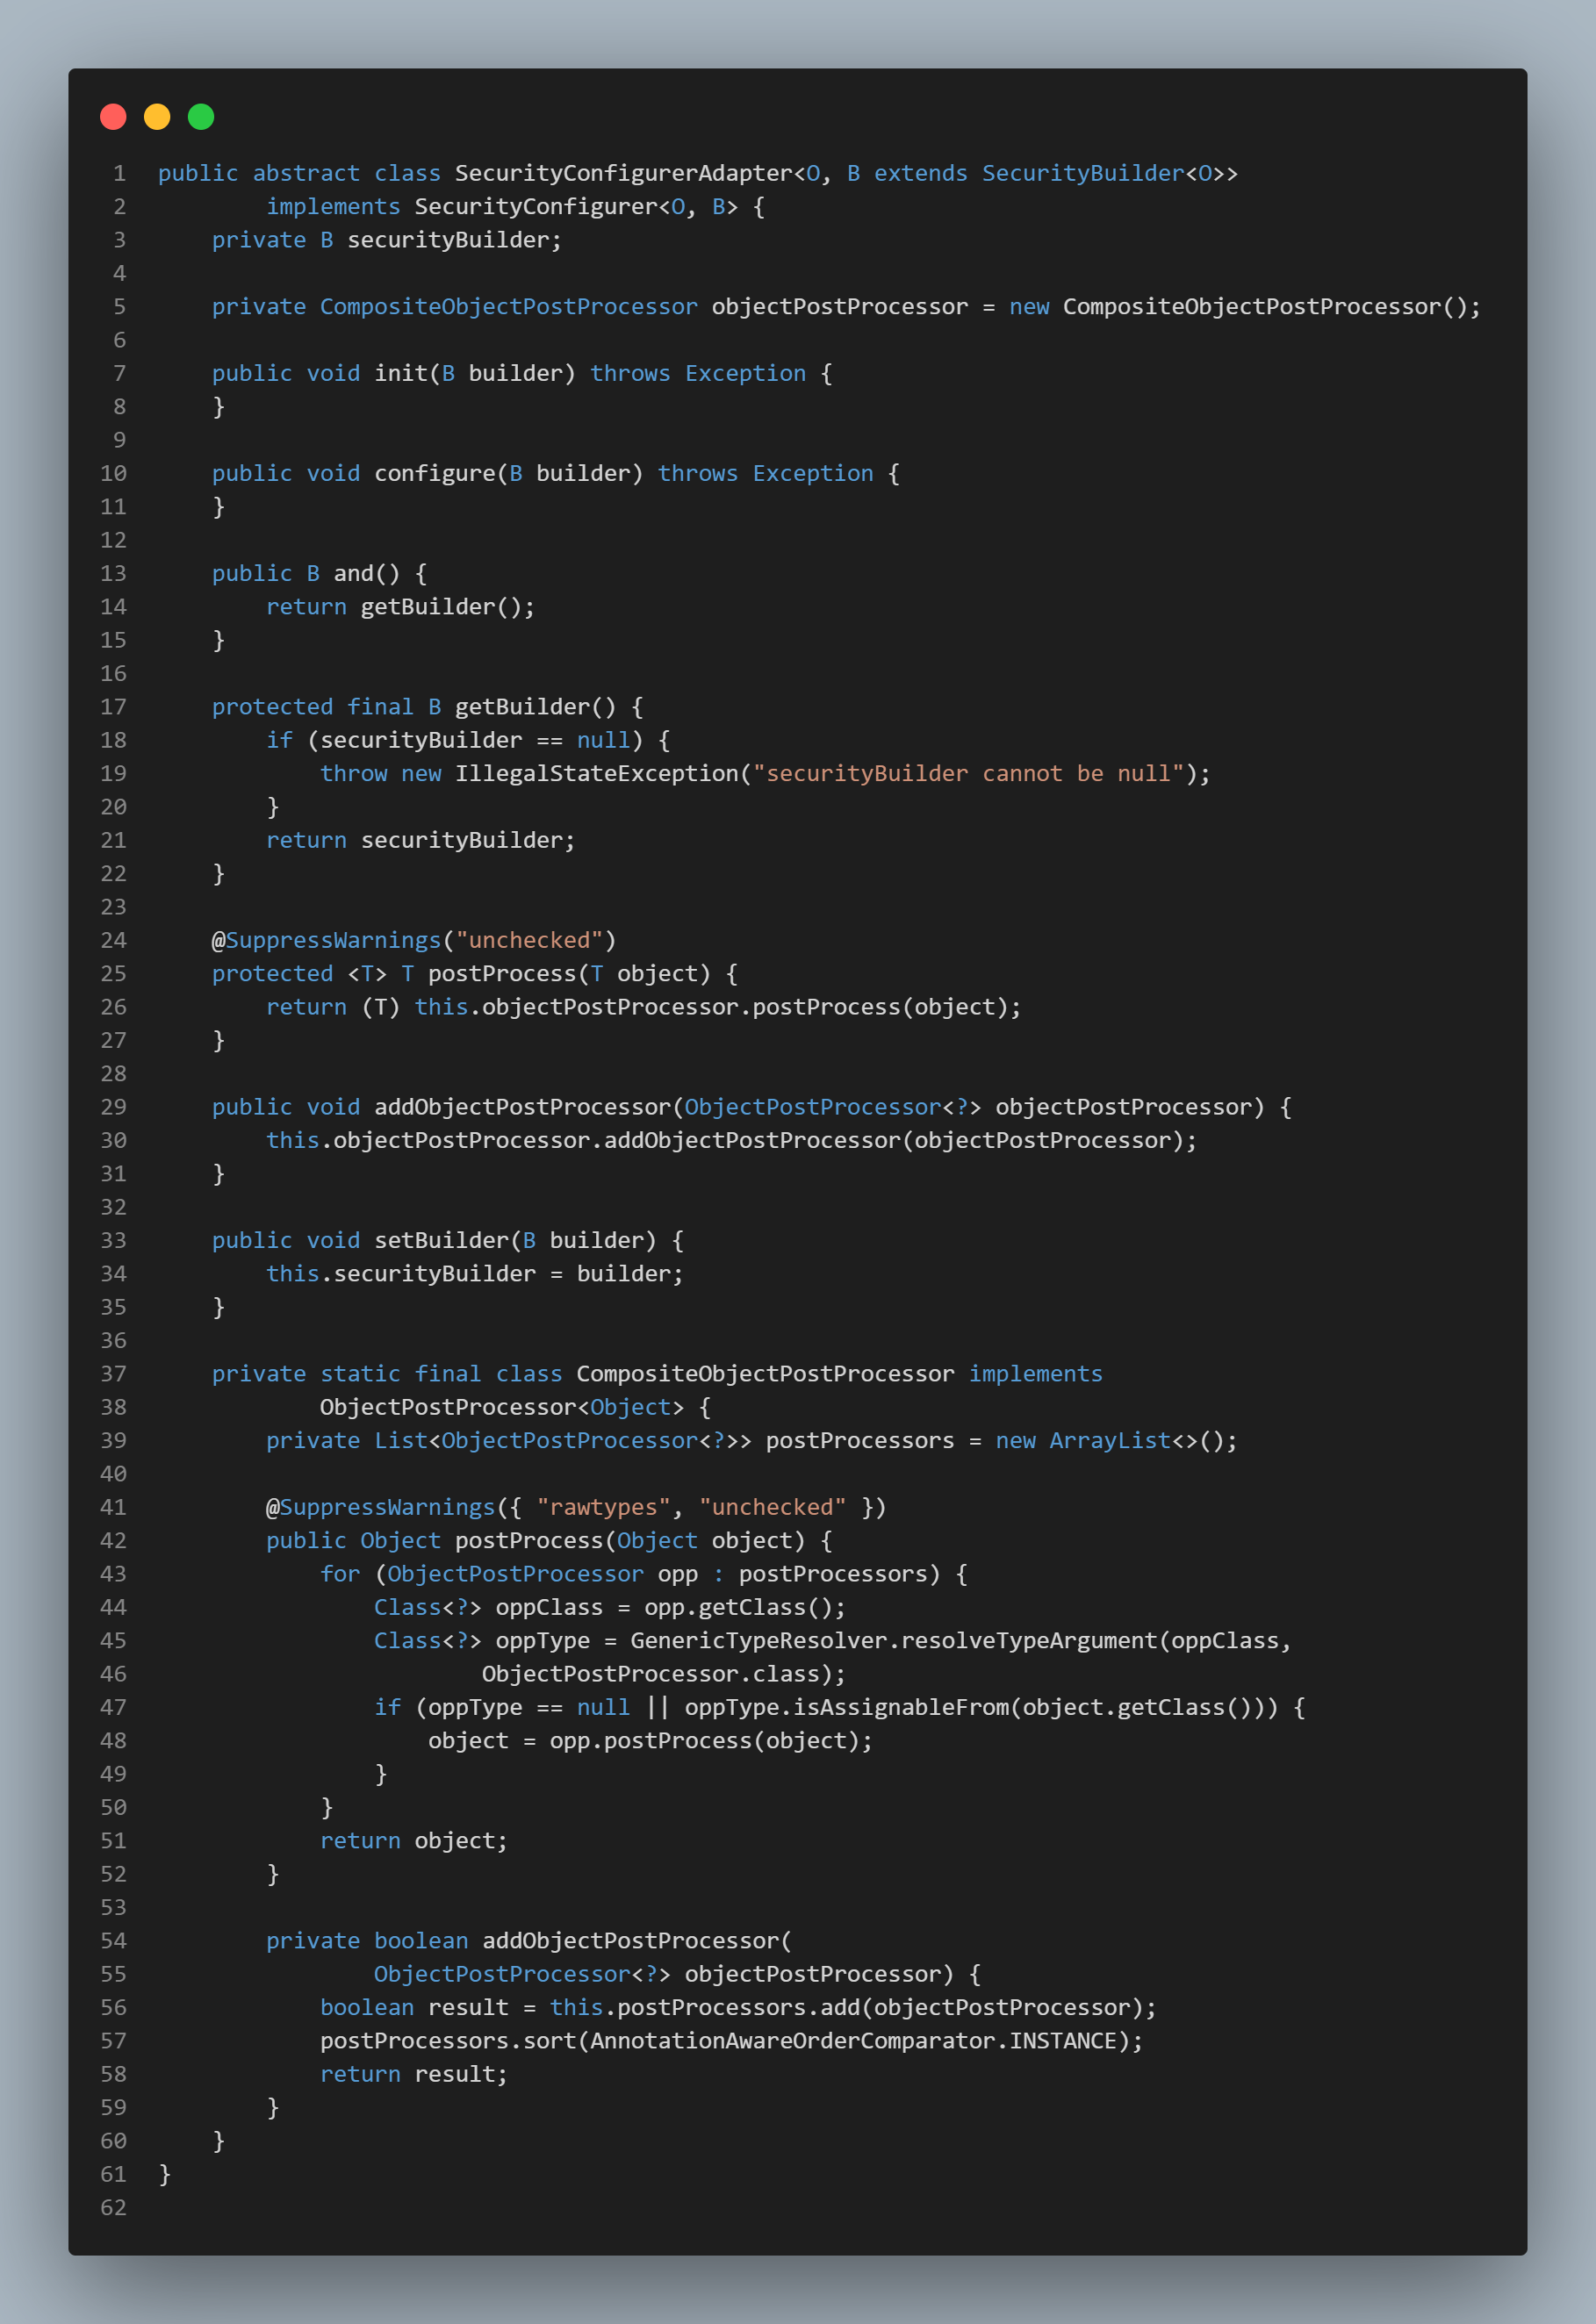 1 public abstract class SecurityConfigurerAdapter<O, B extends SecurityBuilder<O>>
2         implements SecurityConfigurer<O, B> {
3     private B securityBuilder;
4
5     private CompositeObjectPostProcessor objectPostProcessor = new CompositeObjectPostProcessor();
6
7     public void init(B builder) throws Exception {
8     }
9
10     public void configure(B builder) throws Exception {
11     }
12
13     public B and() {
14         return getBuilder();
15     }
16
17     protected final B getBuilder() {
18         if (securityBuilder == null) {
19             throw new IllegalStateException("securityBuilder cannot be null");
20         }
21         return securityBuilder;
22     }
23
24     @SuppressWarnings("unchecked")
25     protected <T> T postProcess(T object) {
26         return (T) this.objectPostProcessor.postProcess(object);
27     }
28
29     public void addObjectPostProcessor(ObjectPostProcessor<?> objectPostProcessor) {
30         this.objectPostProcessor.addObjectPostProcessor(objectPostProcessor);
31     }
32
33     public void setBuilder(B builder) {
34         this.securityBuilder = builder;
35     }
36
37     private static final class CompositeObjectPostProcessor implements
38             ObjectPostProcessor<Object> {
39         private List<ObjectPostProcessor<?>> postProcessors = new ArrayList<>();
40
41         @SuppressWarnings({ "rawtypes", "unchecked" })
42         public Object postProcess(Object object) {
43             for (ObjectPostProcessor opp : postProcessors) {
44                 Class<?> oppClass = opp.getClass();
45                 Class<?> oppType = GenericTypeResolver.resolveTypeArgument(oppClass,
46                         ObjectPostProcessor.class);
47                 if (oppType == null || oppType.isAssignableFrom(object.getClass())) {
48                     object = opp.postProcess(object);
49                 }
50             }
51             return object;
52         }
53
54         private boolean addObjectPostProcessor(
55                 ObjectPostProcessor<?> objectPostProcessor) {
56             boolean result = this.postProcessors.add(objectPostProcessor);
57             postProcessors.sort(AnnotationAwareOrderComparator.INSTANCE);
58             return result;
59         }
60     }
61 }
62